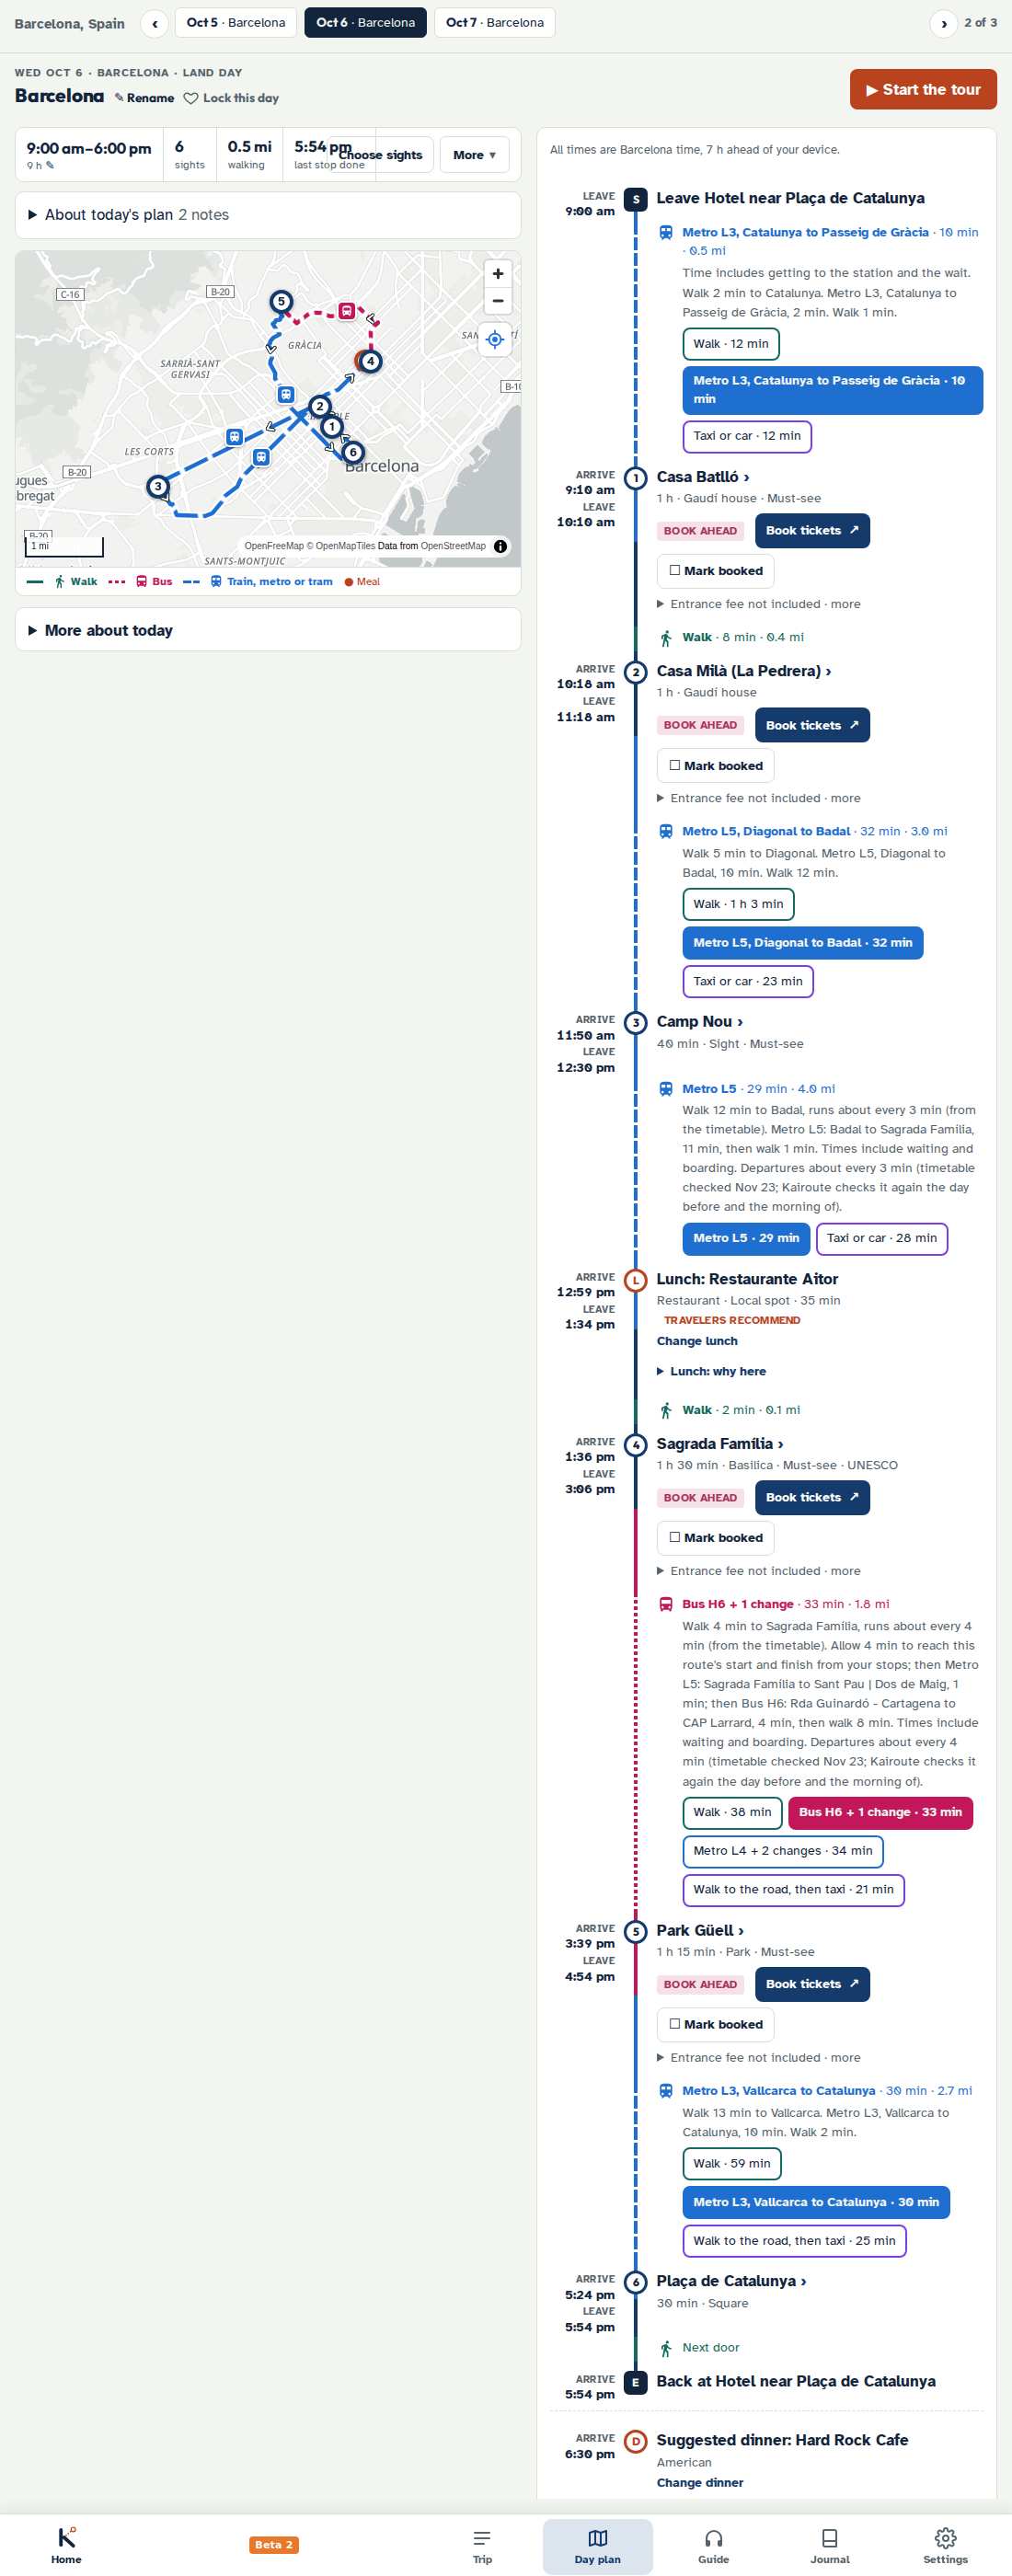 Barcelona, Spain
‹
Oct 5 · Barcelona
Oct 6 · Barcelona
Oct 7 · Barcelona
›
2 of 3
WED OCT 6 · BARCELONA · LAND DAY
Barcelona
✎ Rename
Lock this day
▶ Start the tour
9:00 am–6:00 pm
9 h ✎
6
sights
0.5 mi
walking
5:54 pm
last stop done
Choose sights
More ▾
▶ About today's plan 2 notes
C-16
B-20
5
GRÀCIA
SARRIÀ-SANT
GERVASI
4
2
1
6
LES CORTS
B-20
Barcelona
3
B-20
1 mi
SANTS-MONTJUÏC
+
−
OpenFreeMap © OpenMapTiles Data from OpenStreetMap
Walk
Bus
Train, metro or tram
Meal
▶ More about today
All times are Barcelona time, 7 h ahead of your device.
LEAVE
9:00 am
S
Leave Hotel near Plaça de Catalunya
Metro L3, Catalunya to Passeig de Gràcia · 10 min
· 0.5 mi
Time includes getting to the station and the wait.
Walk 2 min to Catalunya. Metro L3, Catalunya to
Passeig de Gràcia, 2 min. Walk 1 min.
Walk · 12 min
Metro L3, Catalunya to Passeig de Gràcia · 10
min
Taxi or car · 12 min
ARRIVE
9:10 am
LEAVE
10:10 am
1
Casa Batlló ›
1 h · Gaudí house · Must-see
BOOK AHEAD
Book tickets ↗
☐ Mark booked
▶ Entrance fee not included · more
Walk · 8 min · 0.4 mi
ARRIVE
10:18 am
LEAVE
11:18 am
2
Casa Milà (La Pedrera) ›
1 h · Gaudí house
BOOK AHEAD
Book tickets ↗
☐ Mark booked
▶ Entrance fee not included · more
Metro L5, Diagonal to Badal · 32 min · 3.0 mi
Walk 5 min to Diagonal. Metro L5, Diagonal to
Badal, 10 min. Walk 12 min.
Walk · 1 h 3 min
Metro L5, Diagonal to Badal · 32 min
Taxi or car · 23 min
ARRIVE
11:50 am
LEAVE
12:30 pm
3
Camp Nou ›
40 min · Sight · Must-see
Metro L5 · 29 min · 4.0 mi
Walk 12 min to Badal, runs about every 3 min (from
the timetable). Metro L5: Badal to Sagrada Família,
11 min, then walk 1 min. Times include waiting and
boarding. Departures about every 3 min (timetable
checked Nov 23; Kairoute checks it again the day
before and the morning of).
Metro L5 · 29 min
Taxi or car · 28 min
ARRIVE
12:59 pm
LEAVE
1:34 pm
L
Lunch: Restaurante Aitor
Restaurant · Local spot · 35 min
TRAVELERS RECOMMEND
Change lunch
▶ Lunch: why here
Walk · 2 min · 0.1 mi
ARRIVE
1:36 pm
LEAVE
3:06 pm
4
Sagrada Família ›
1 h 30 min · Basilica · Must-see · UNESCO
BOOK AHEAD
Book tickets ↗
☐ Mark booked
▶ Entrance fee not included · more
Bus H6 + 1 change · 33 min · 1.8 mi
Walk 4 min to Sagrada Família, runs about every 4
min (from the timetable). Allow 4 min to reach this
route's start and finish from your stops; then Metro
L5: Sagrada Família to Sant Pau | Dos de Maig, 1
min; then Bus H6: Rda Guinardó - Cartagena to
CAP Larrard, 4 min, then walk 8 min. Times include
waiting and boarding. Departures about every 4
min (timetable checked Nov 23; Kairoute checks it
again the day before and the morning of).
Walk · 38 min
Bus H6 + 1 change · 33 min
Metro L4 + 2 changes · 34 min
Walk to the road, then taxi · 21 min
ARRIVE
3:39 pm
LEAVE
4:54 pm
5
Park Güell ›
1 h 15 min · Park · Must-see
BOOK AHEAD
Book tickets ↗
☐ Mark booked
▶ Entrance fee not included · more
Metro L3, Vallcarca to Catalunya · 30 min · 2.7 mi
Walk 13 min to Vallcarca. Metro L3, Vallcarca to
Catalunya, 10 min. Walk 2 min.
Walk · 59 min
Metro L3, Vallcarca to Catalunya · 30 min
Walk to the road, then taxi · 25 min
ARRIVE
5:24 pm
LEAVE
5:54 pm
6
Plaça de Catalunya ›
30 min · Square
Next door
ARRIVE
5:54 pm
E
Back at Hotel near Plaça de Catalunya
ARRIVE
6:30 pm
D
Suggested dinner: Hard Rock Cafe
American
Change dinner
Home
Beta 2
Trip
Day plan
Guide
Journal
Settings